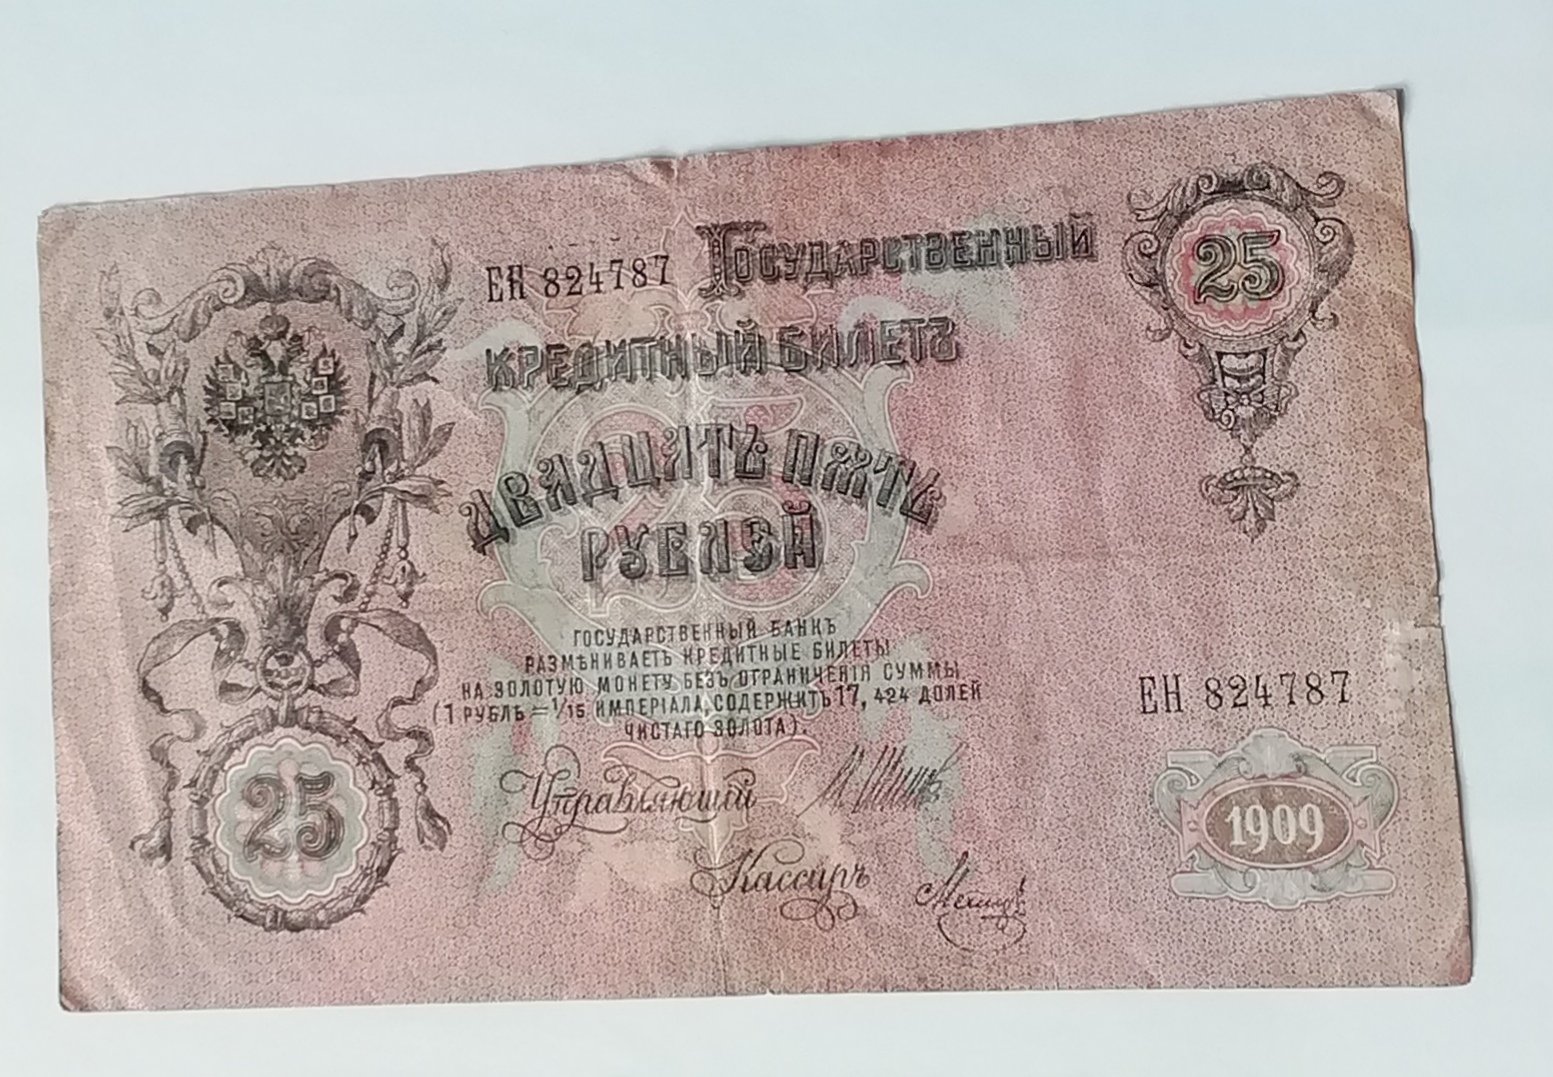 ЕН 824787 Государственный
25
кредитный билетъ
двадцать пять
рублей
25
Государственный банкъ
размѣниваетъ кредитные билеты
на золотую монету безъ ограниченія суммы
(1 рубль = 1/15 имперіала, содержитъ 17,424 долей
чистаго золота).
ЕН 824787
Управляющій
25
1909
Кассиръ